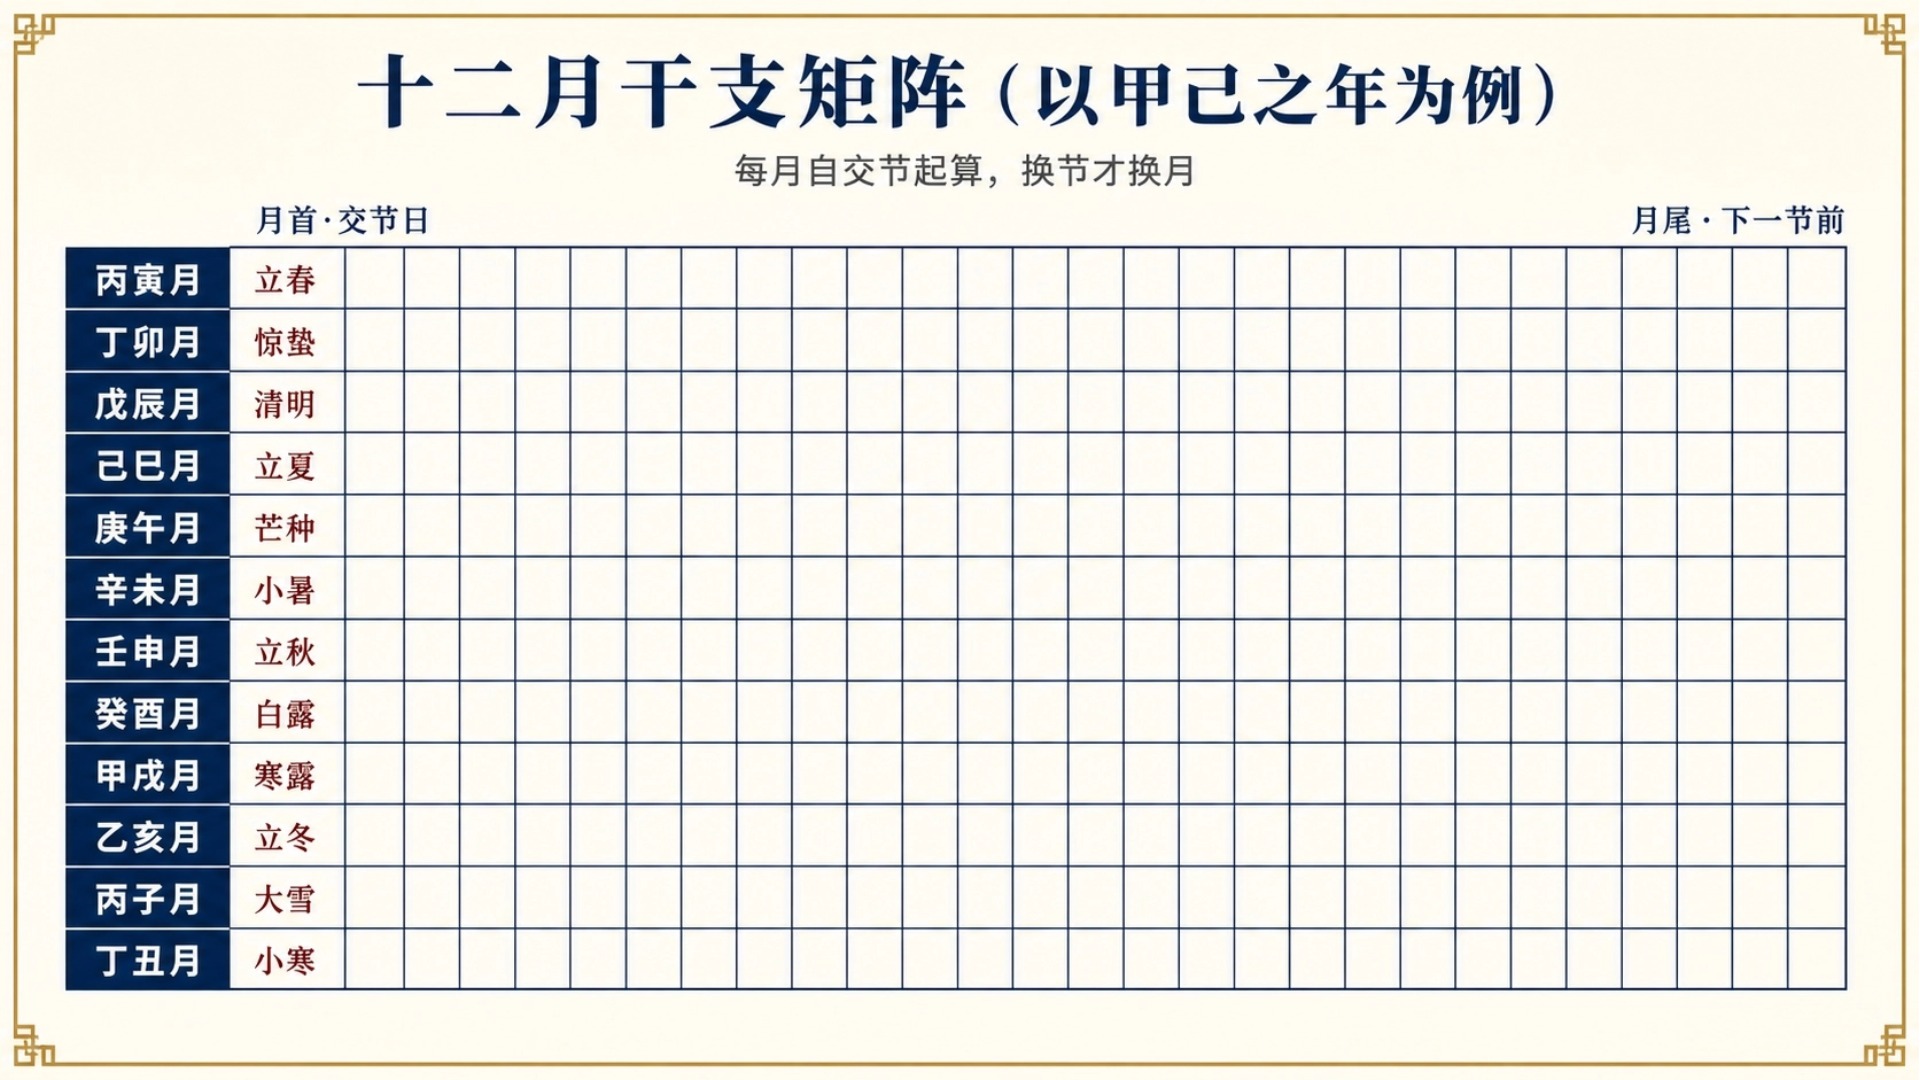 十二月干支矩阵（以甲己之年为例）
每月自交节起算，换节才换月
月首·交节日 月尾·下一节前
丙寅月 立春
丁卯月 惊蛰
戊辰月 清明
己巳月 立夏
庚午月 芒种
辛未月 小暑
壬申月 立秋
癸酉月 白露
甲戌月 寒露
乙亥月 立冬
丙子月 大雪
丁丑月 小寒